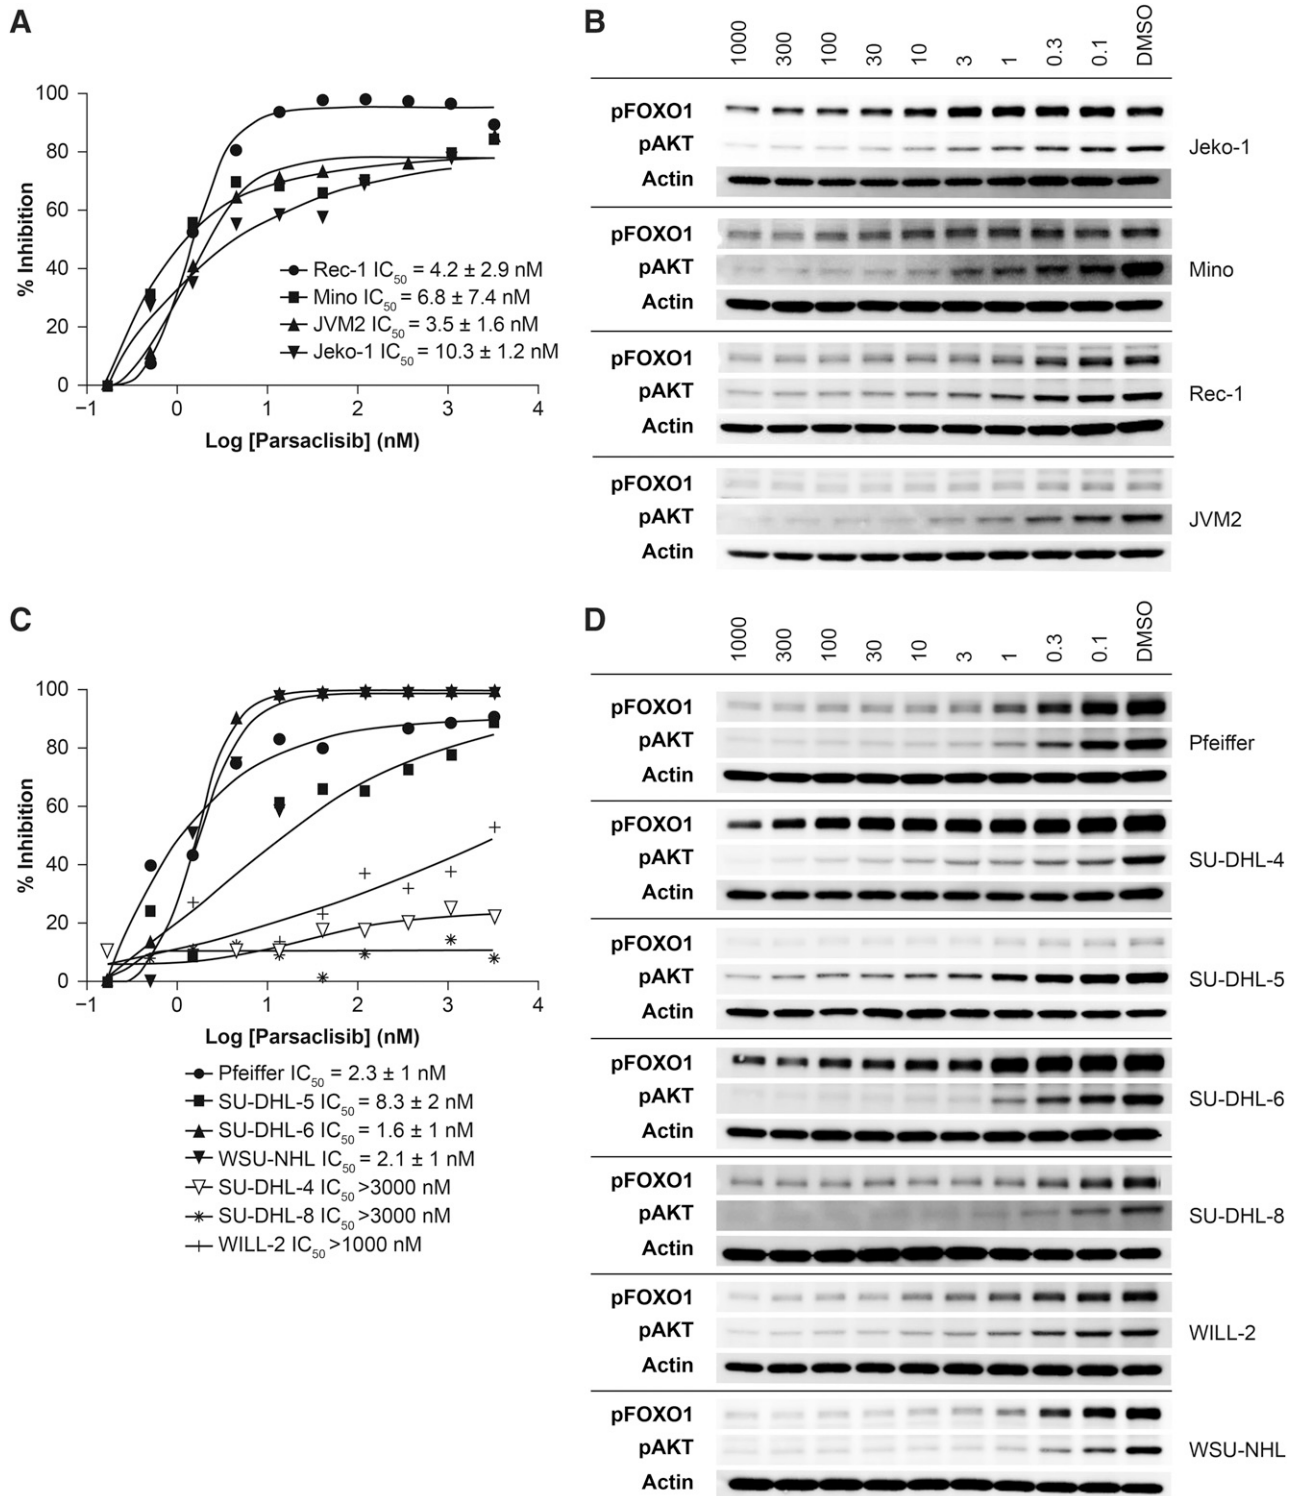 A
100
80
60
40
20
0
% Inhibition
−1 0 1 2 3 4
Log [Parsaclisib] (nM)
Rec-1 IC50 = 4.2 ± 2.9 nM
Mino IC50 = 6.8 ± 7.4 nM
JVM2 IC50 = 3.5 ± 1.6 nM
Jeko-1 IC50 = 10.3 ± 1.2 nM
B
1000 300 100 30 10 3 1 0.3 0.1 DMSO
pFOXO1
pAKT Jeko-1
Actin
pFOXO1
pAKT Mino
Actin
pFOXO1
pAKT Rec-1
Actin
pFOXO1
pAKT JVM2
Actin
C
100
80
60
40
20
0
% Inhibition
−1 0 1 2 3 4
Log [Parsaclisib] (nM)
Pfeiffer IC50 = 2.3 ± 1 nM
SU-DHL-5 IC50 = 8.3 ± 2 nM
SU-DHL-6 IC50 = 1.6 ± 1 nM
WSU-NHL IC50 = 2.1 ± 1 nM
SU-DHL-4 IC50 >3000 nM
SU-DHL-8 IC50 >3000 nM
WILL-2 IC50 >1000 nM
D
1000 300 100 30 10 3 1 0.3 0.1 DMSO
pFOXO1
pAKT Pfeiffer
Actin
pFOXO1
pAKT SU-DHL-4
Actin
pFOXO1
pAKT SU-DHL-5
Actin
pFOXO1
pAKT SU-DHL-6
Actin
pFOXO1
pAKT SU-DHL-8
Actin
pFOXO1
pAKT WILL-2
Actin
pFOXO1
pAKT WSU-NHL
Actin